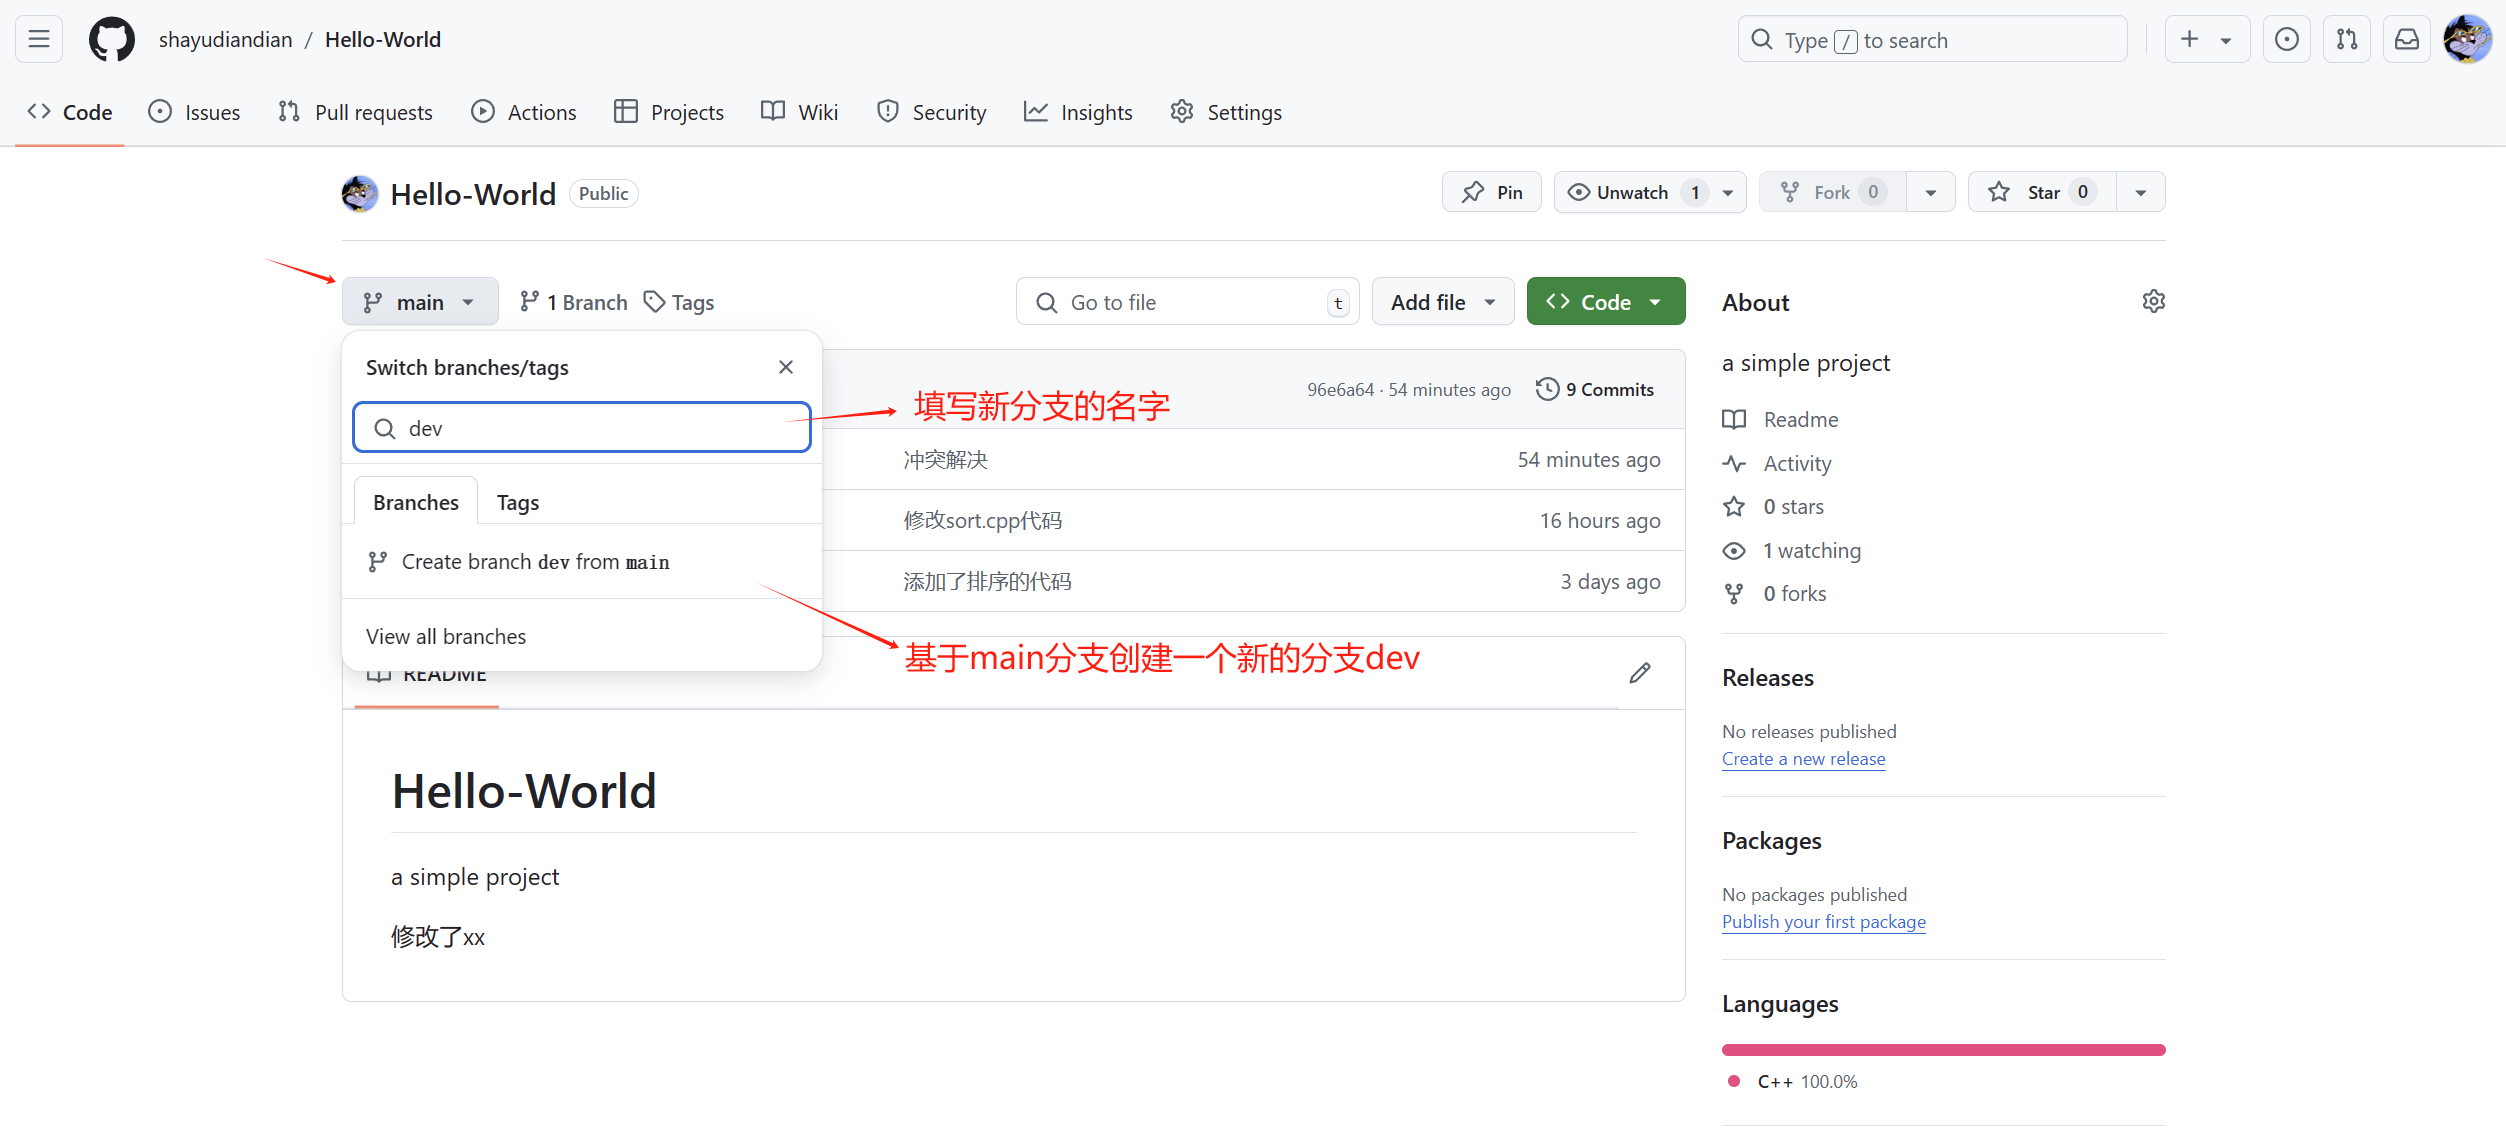 shayudiandian / Hello-World
Type / to search
Code Issues Pull requests Actions Projects Wiki Security Insights Settings
Hello-World Public
Pin Unwatch 1 Fork 0 Star 0
main 1 Branch Tags Go to file t Add file Code
Switch branches/tags
dev
Branches Tags
Create branch dev from main
View all branches
96e6a64 · 54 minutes ago 9 Commits
填写新分支的名字
冲突解决 54 minutes ago
修改sort.cpp代码 16 hours ago
添加了排序的代码 3 days ago
基于main分支创建一个新的分支dev
README
Hello-World
a simple project
修改了xx
About
a simple project
Readme
Activity
0 stars
1 watching
0 forks
Releases
No releases published
Create a new release
Packages
No packages published
Publish your first package
Languages
C++ 100.0%